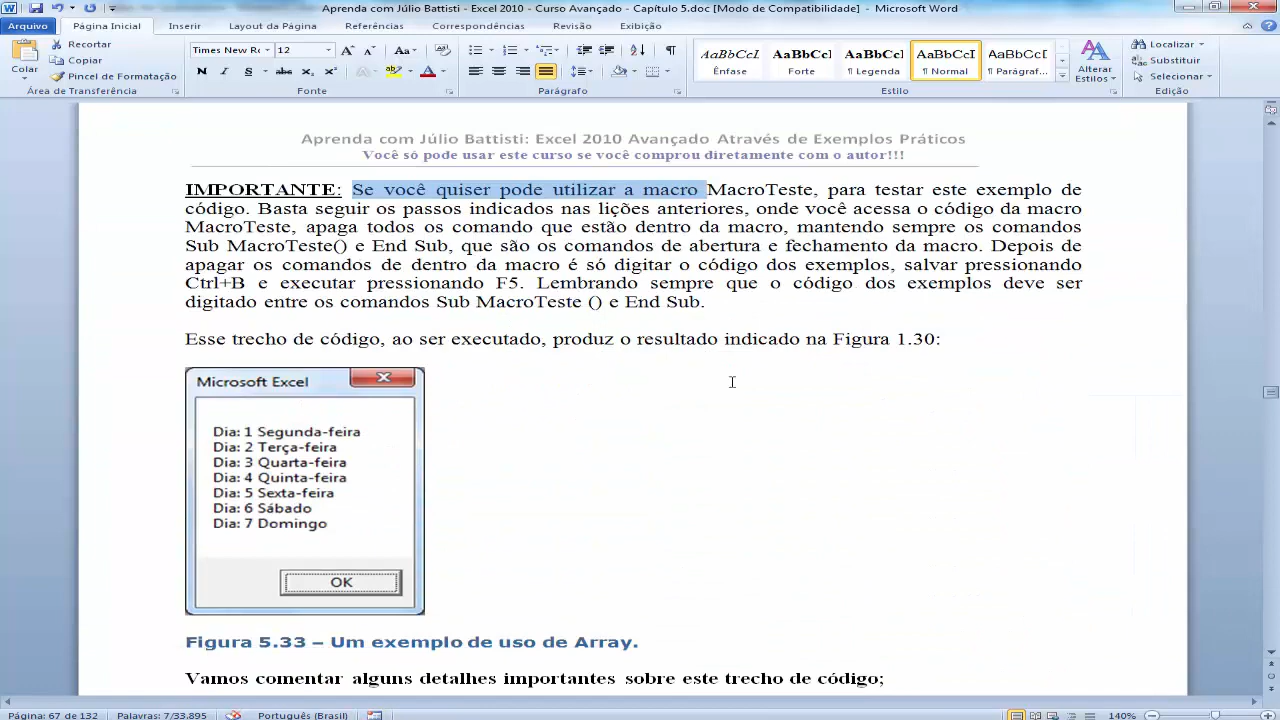 Aprenda com Júlio Battisti - Excel 2010 - Curso Avançado - Capítulo 5.doc [Modo de Compatibilidade] - Microsoft Word
Arquivo Página Inicial Inserir Layout da Página Referências Correspondências Revisão Exibição
Colar
Recortar
Copiar
Pincel de Formatação
Área de Transferência
Times New Ro 12
N I S abc x₂ x² Aa A
Fonte
Parágrafo
AaBbCcI Ênfase
AaBbCcI Forte
AaBbCcI ¶ Legenda
AaBbCcI ¶ Normal
AaBbCcI ¶ Parágraf...
Alterar Estilos
Estilo
Localizar
Substituir
Selecionar
Edição
Aprenda com Júlio Battisti: Excel 2010 Avançado Através de Exemplos Práticos
Você só pode usar este curso se você comprou diretamente com o autor!!!
IMPORTANTE: Se você quiser pode utilizar a macro MacroTeste, para testar este exemplo de
código. Basta seguir os passos indicados nas lições anteriores, onde você acessa o código da macro
MacroTeste, apaga todos os comando que estão dentro da macro, mantendo sempre os comandos
Sub MacroTeste() e End Sub, que são os comandos de abertura e fechamento da macro. Depois de
apagar os comandos de dentro da macro é só digitar o código dos exemplos, salvar pressionando
Ctrl+B e executar pressionando F5. Lembrando sempre que o código dos exemplos deve ser
digitado entre os comandos Sub MacroTeste () e End Sub.
Esse trecho de código, ao ser executado, produz o resultado indicado na Figura 1.30:
Microsoft Excel
Dia: 1 Segunda-feira
Dia: 2 Terça-feira
Dia: 3 Quarta-feira
Dia: 4 Quinta-feira
Dia: 5 Sexta-feira
Dia: 6 Sábado
Dia: 7 Domingo
OK
Figura 5.33 – Um exemplo de uso de Array.
Vamos comentar alguns detalhes importantes sobre este trecho de código;
Página: 67 de 132 Palavras: 7/33.895 Português (Brasil) 140%